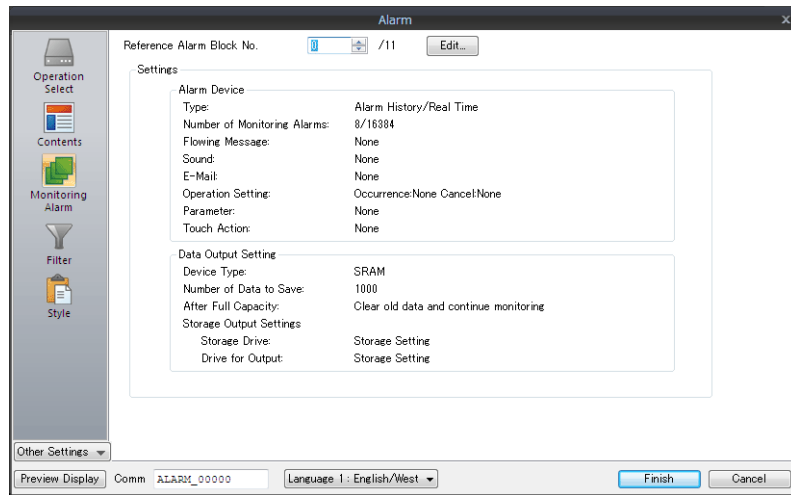 Alarm x
Reference Alarm Block No. 0 /11 Edit...
Operation
Select
Contents
Monitoring
Alarm
Filter
Style
Settings
Alarm Device
Type: Alarm History/Real Time
Number of Monitoring Alarms: 8/16384
Flowing Message: None
Sound: None
E-Mail: None
Operation Setting: Occurrence:None Cancel:None
Parameter: None
Touch Action: None
Data Output Setting
Device Type: SRAM
Number of Data to Save: 1000
After Full Capacity: Clear old data and continue monitoring
Storage Output Settings
Storage Drive: Storage Setting
Drive for Output: Storage Setting
Other Settings
Preview Display Comm ALARM_00000 Language 1 : English/West Finish Cancel